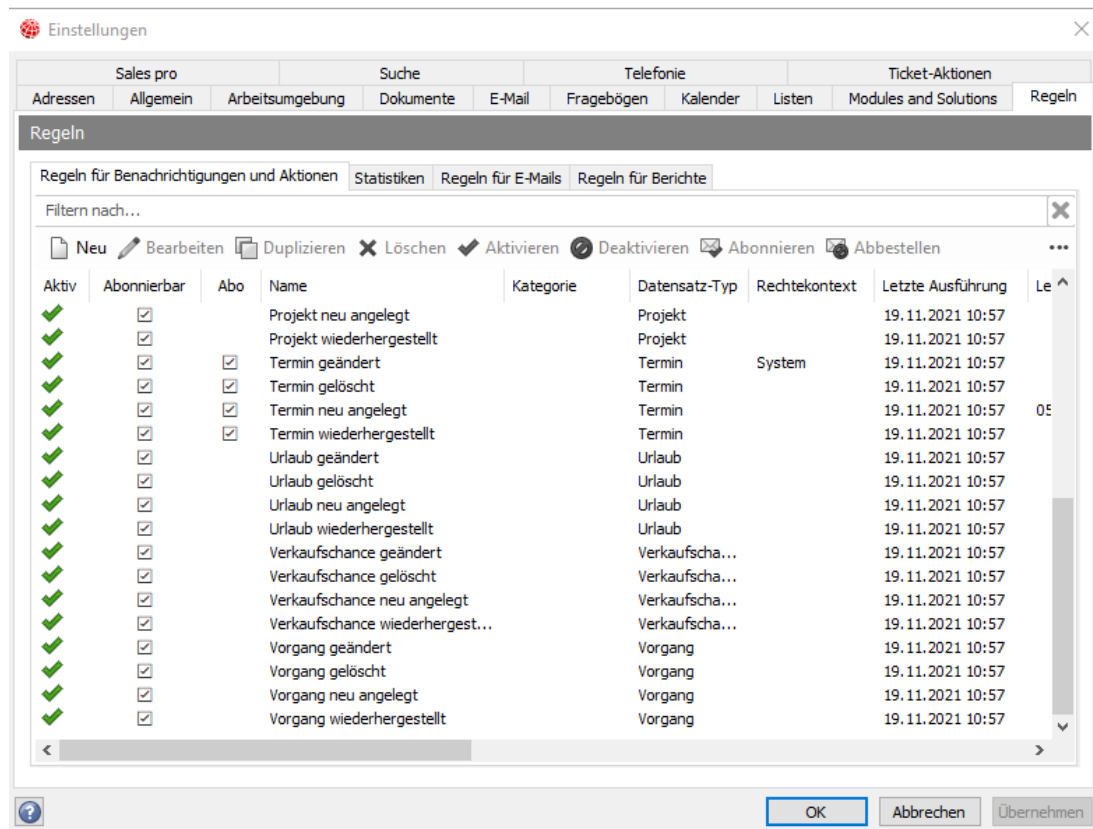 Einstellungen
Sales pro Suche Telefonie Ticket-Aktionen
Adressen Allgemein Arbeitsumgebung Dokumente E-Mail Fragebögen Kalender Listen Modules and Solutions Regeln
Regeln
Regeln für Benachrichtigungen und Aktionen Statistiken Regeln für E-Mails Regeln für Berichte
Filtern nach...
Neu Bearbeiten Duplizieren Löschen Aktivieren Deaktivieren Abonnieren Abbestellen
Aktiv Abonnierbar Abo Name Kategorie Datensatz-Typ Rechtekontext Letzte Ausführung Le
Projekt neu angelegt Projekt 19.11.2021 10:57
Projekt wiederhergestellt Projekt 19.11.2021 10:57
Termin geändert Termin System 19.11.2021 10:57
Termin gelöscht Termin 19.11.2021 10:57
Termin neu angelegt Termin 19.11.2021 10:57 05
Termin wiederhergestellt Termin 19.11.2021 10:57
Urlaub geändert Urlaub 19.11.2021 10:57
Urlaub gelöscht Urlaub 19.11.2021 10:57
Urlaub neu angelegt Urlaub 19.11.2021 10:57
Urlaub wiederhergestellt Urlaub 19.11.2021 10:57
Verkaufschance geändert Verkaufscha... 19.11.2021 10:57
Verkaufschance gelöscht Verkaufscha... 19.11.2021 10:57
Verkaufschance neu angelegt Verkaufscha... 19.11.2021 10:57
Verkaufschance wiederhergest... Verkaufscha... 19.11.2021 10:57
Vorgang geändert Vorgang 19.11.2021 10:57
Vorgang gelöscht Vorgang 19.11.2021 10:57
Vorgang neu angelegt Vorgang 19.11.2021 10:57
Vorgang wiederhergestellt Vorgang 19.11.2021 10:57
OK Abbrechen Übernehmen